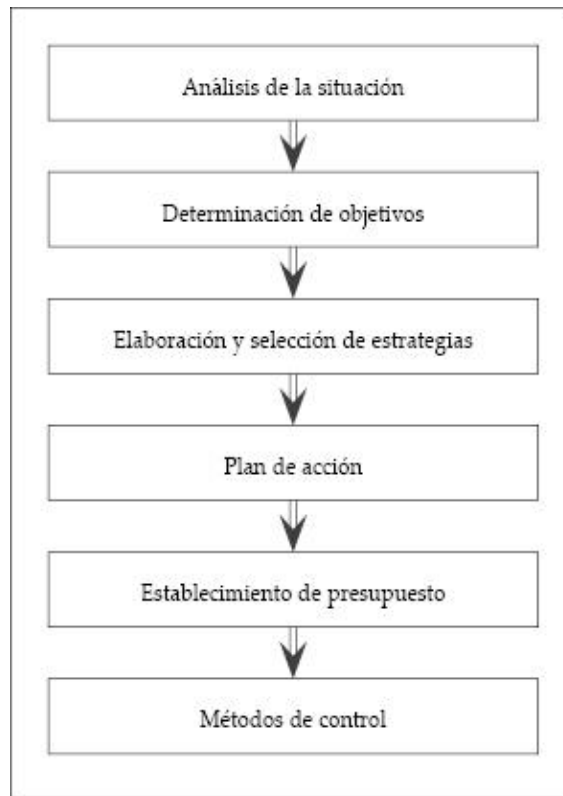 Análisis de la situación
Determinación de objetivos
Elaboración y selección de estrategias
Plan de acción
Establecimiento de presupuesto
Métodos de control